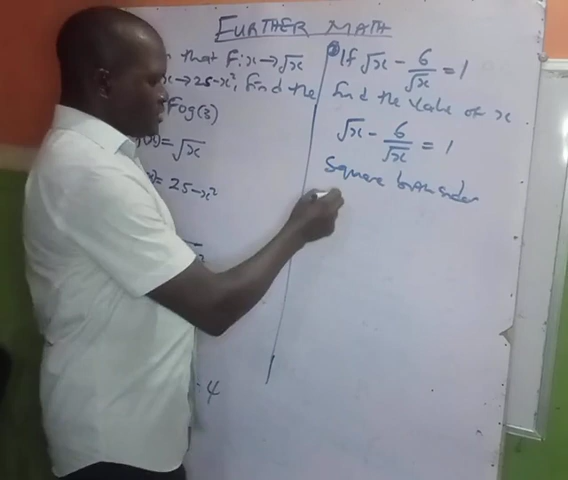 FURTHER MATH
that F:x→√x
x→25-x², find the
Fog(3)
= √x
= 25-x²
4
② If √x - 6/√x = 1
find the value of x
√x - 6/√x = 1
Square both sides